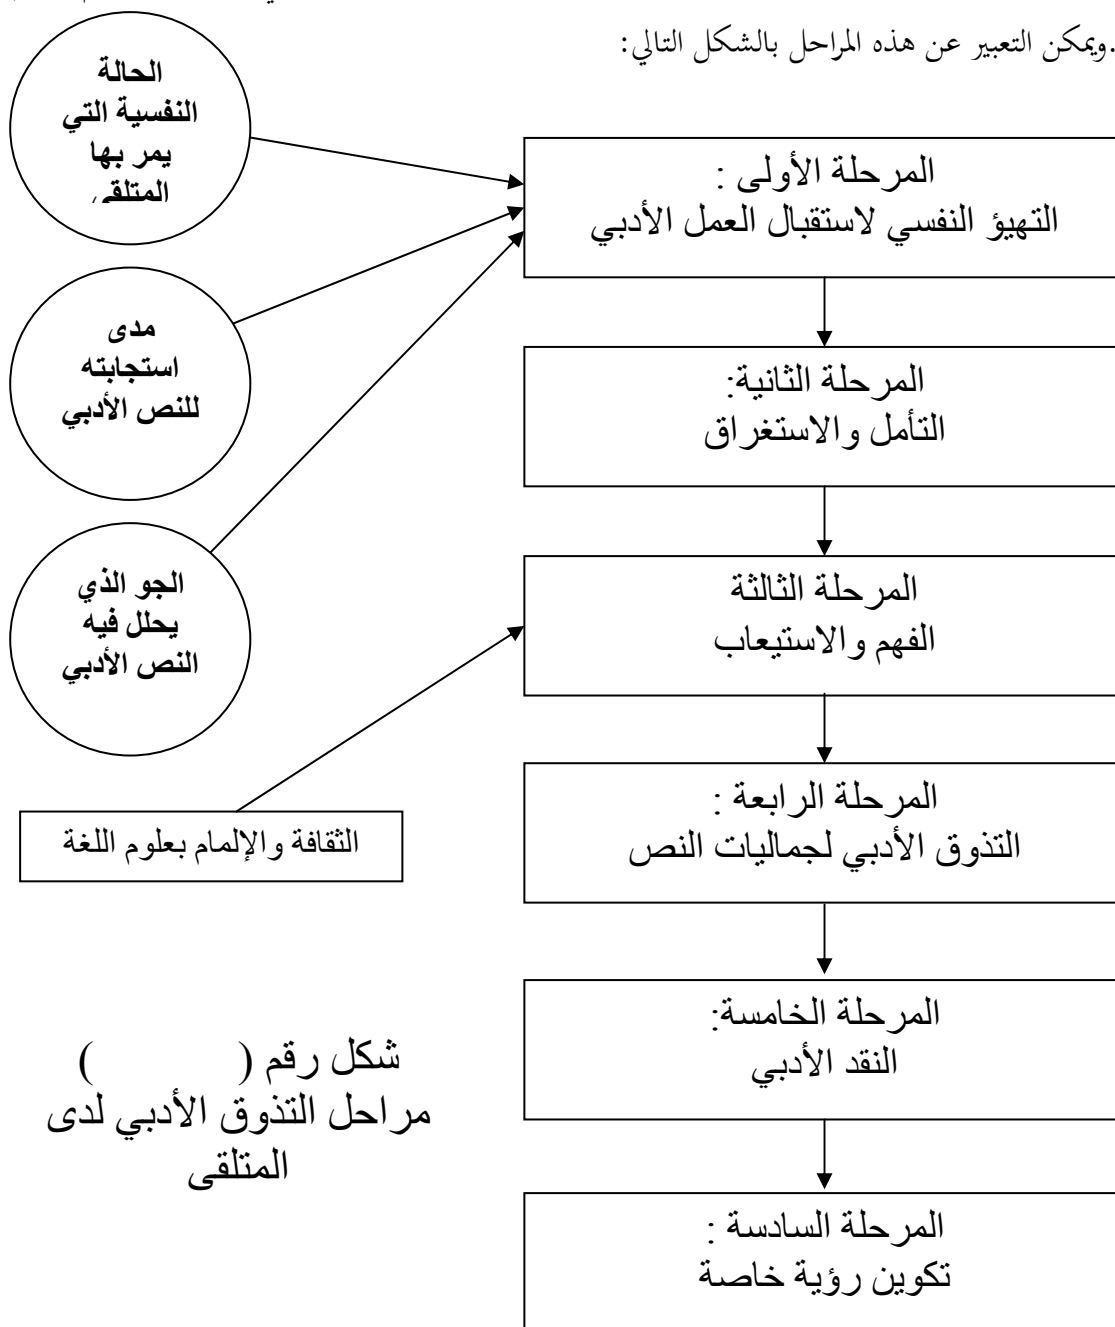 .ويمكن التعبير عن هذه المراحل بالشكل التالي:
المرحلة الأولى :
التهيؤ النفسي لاستقبال العمل الأدبي
الحالة
النفسية التي
يمر بها
المتلقي
مدى
استجابته
للنص الأدبي
الجو الذي
يحلل فيه
النص الأدبي
المرحلة الثانية:
التأمل والاستغراق
المرحلة الثالثة
الفهم والاستيعاب
الثقافة والإلمام بعلوم اللغة
المرحلة الرابعة :
التذوق الأدبي لجماليات النص
المرحلة الخامسة:
النقد الأدبي
المرحلة السادسة :
تكوين رؤية خاصة
شكل رقم ( )
مراحل التذوق الأدبي لدى
المتلقى